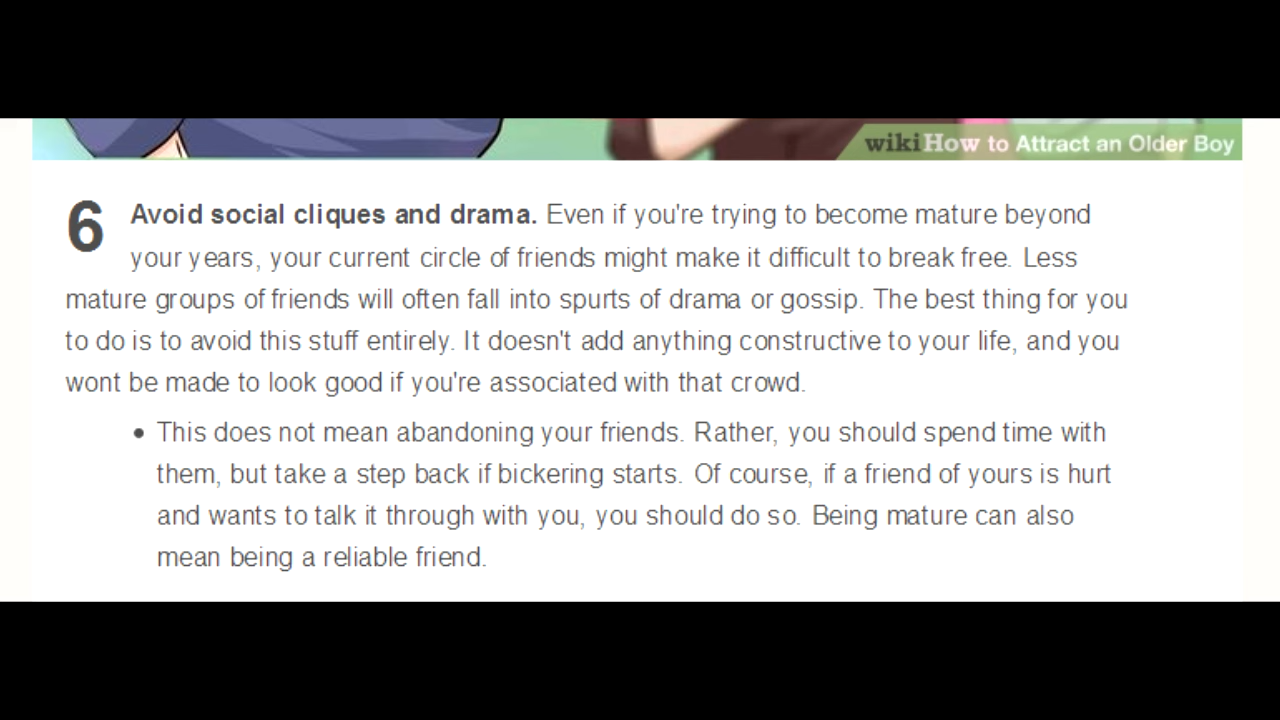 wikiHow to Attract an Older Boy
6 Avoid social cliques and drama. Even if you're trying to become mature beyond
your years, your current circle of friends might make it difficult to break free. Less
mature groups of friends will often fall into spurts of drama or gossip. The best thing for you
to do is to avoid this stuff entirely. It doesn't add anything constructive to your life, and you
wont be made to look good if you're associated with that crowd.
• This does not mean abandoning your friends. Rather, you should spend time with
them, but take a step back if bickering starts. Of course, if a friend of yours is hurt
and wants to talk it through with you, you should do so. Being mature can also
mean being a reliable friend.